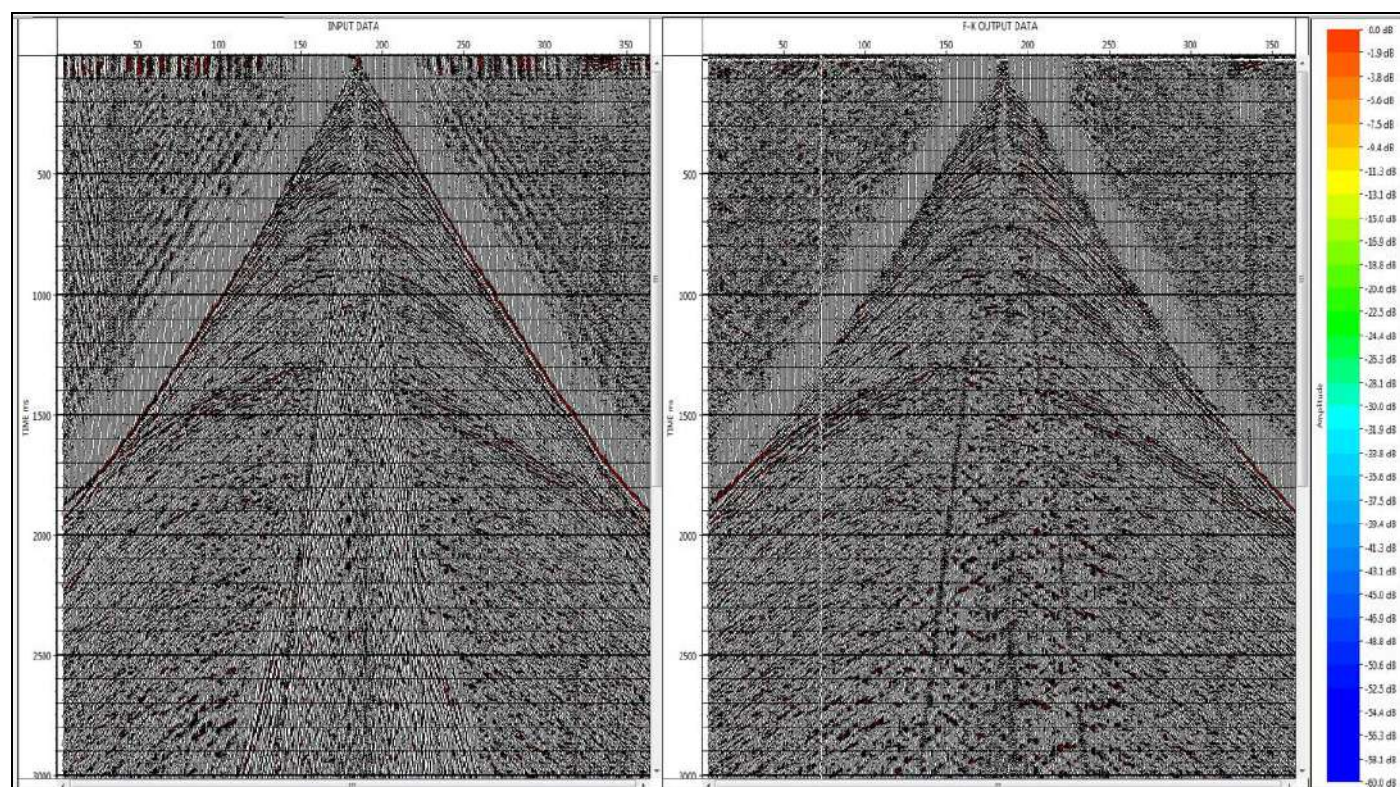 INPUT DATA
50 100 150 200 250 300 350
500
1000
1500
2000
2500
3000
TIME ms
F-K OUTPUT DATA
50 100 150 200 250 300 350
500
1000
1500
2000
2500
3000
TIME ms
Amplitude
0.0 dB
-1.9 dB
-3.8 dB
-5.6 dB
-7.5 dB
-9.4 dB
-11.3 dB
-13.1 dB
-15.0 dB
-16.9 dB
-18.8 dB
-20.6 dB
-22.5 dB
-24.4 dB
-26.3 dB
-28.1 dB
-30.0 dB
-31.9 dB
-33.8 dB
-35.6 dB
-37.5 dB
-39.4 dB
-41.3 dB
-43.1 dB
-45.0 dB
-46.9 dB
-48.8 dB
-50.6 dB
-52.5 dB
-54.4 dB
-56.3 dB
-58.1 dB
-60.0 dB